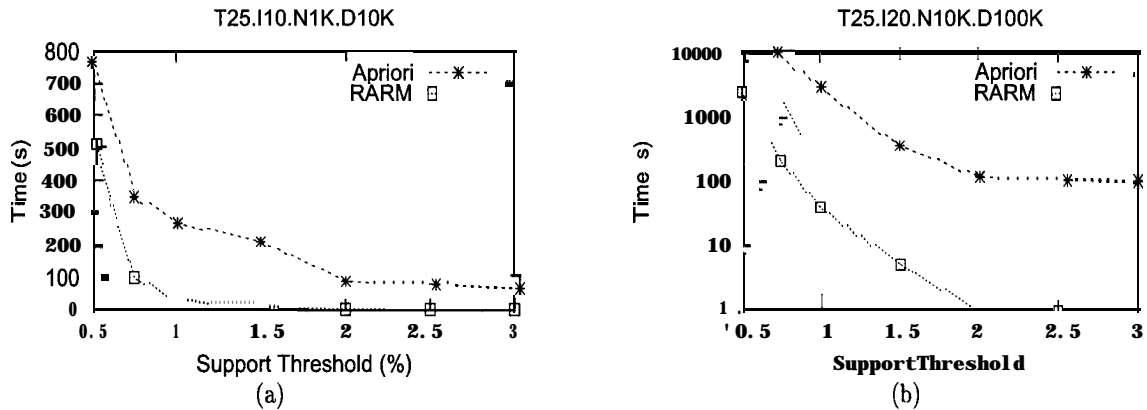 T25.I10.N1K.D10K
800
700
600
500
400
300
200
100
0
0.5 1 1.5 2 2.5 3
Time (s)
Support Threshold (%)
Apriori
RARM
(a)
T25.I20.N10K.D100K
10000
1000
100
10
1
'0.5 1 1.5 2 2.5 3
Time s)
SupportThreshold
Apriori
RARM
(b)